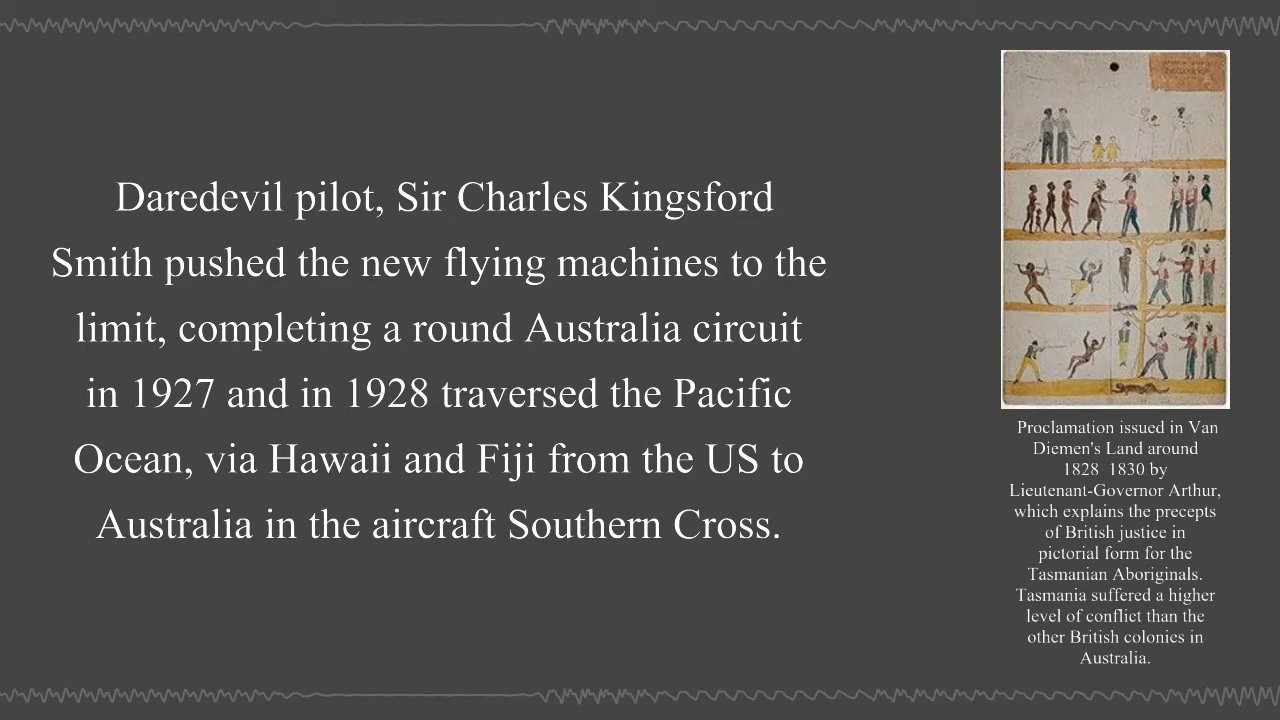 Daredevil pilot, Sir Charles Kingsford
Smith pushed the new flying machines to the
limit, completing a round Australia circuit
in 1927 and in 1928 traversed the Pacific
Ocean, via Hawaii and Fiji from the US to
Australia in the aircraft Southern Cross.
Proclamation issued in Van
Diemen's Land around
1828 1830 by
Lieutenant-Governor Arthur,
which explains the precepts
of British justice in
pictorial form for the
Tasmanian Aboriginals.
Tasmania suffered a higher
level of conflict than the
other British colonies in
Australia.